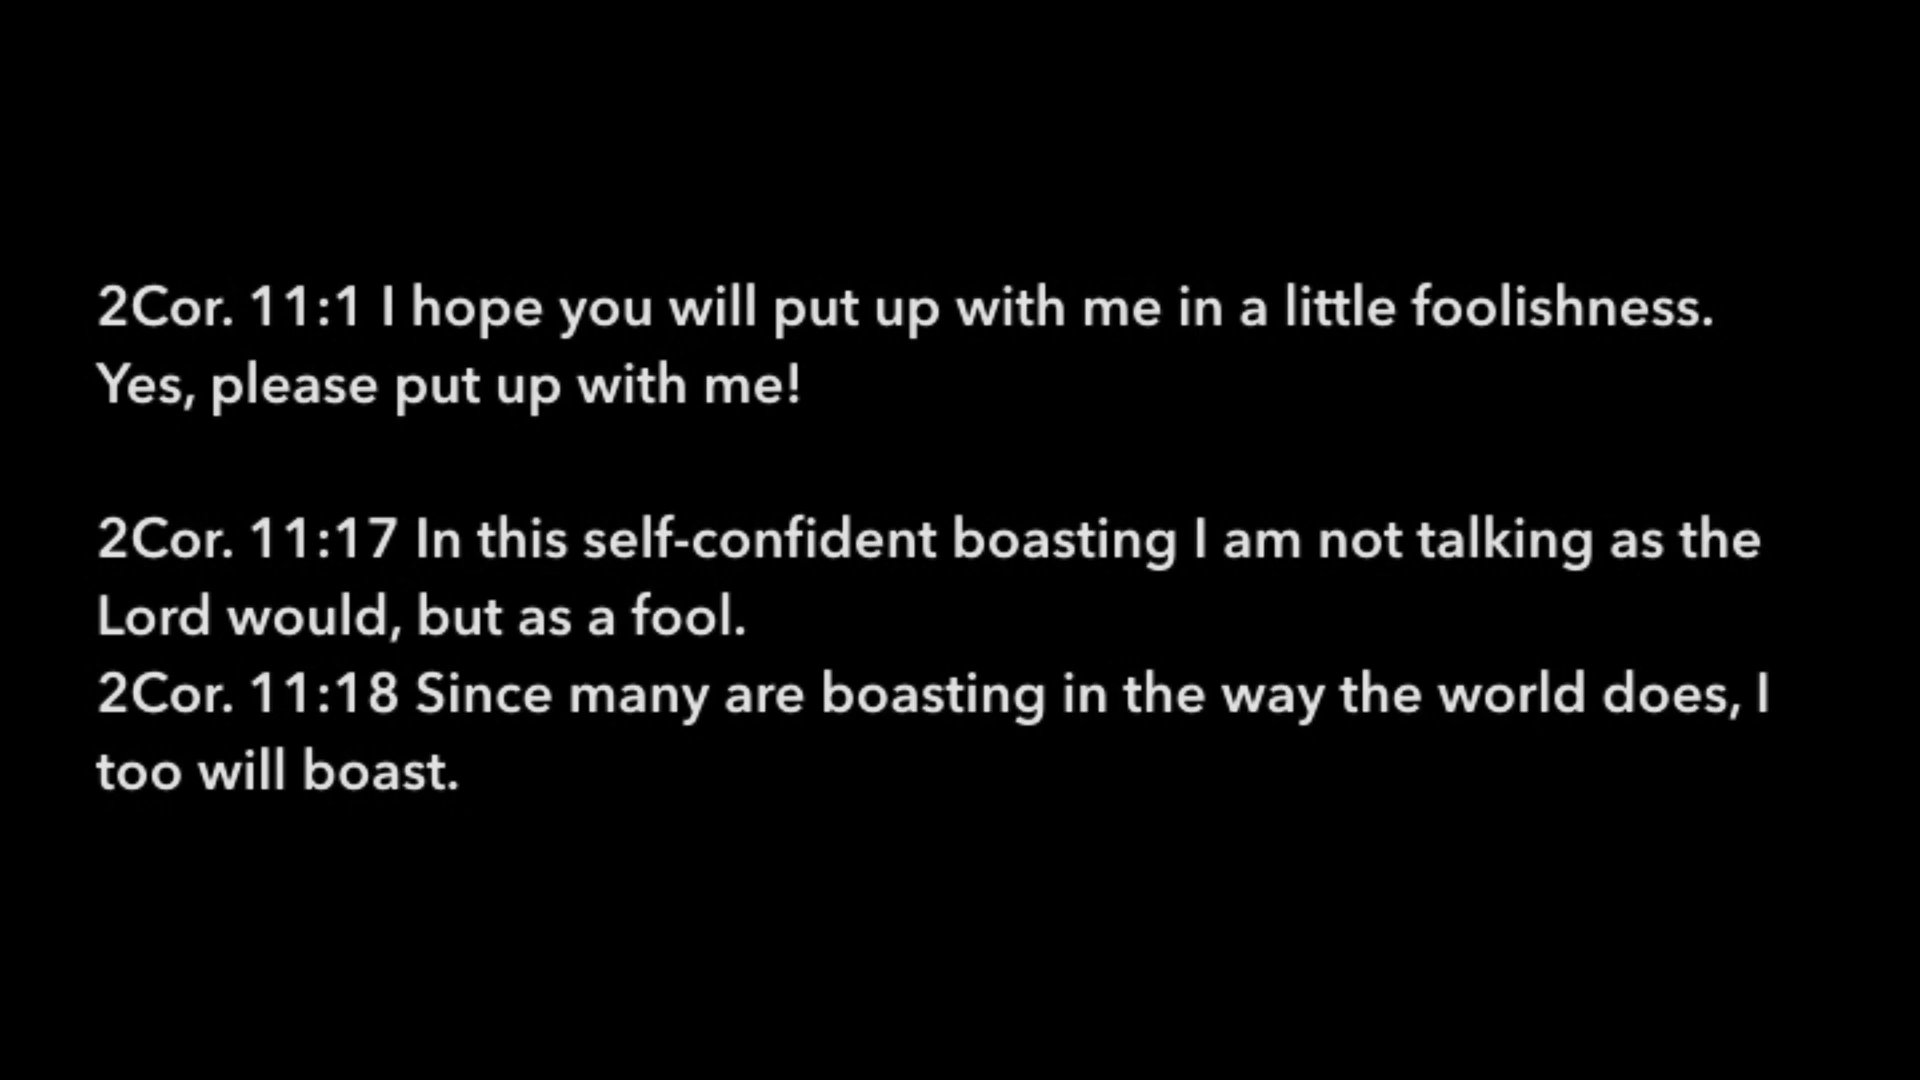 2Cor. 11:1 I hope you will put up with me in a little foolishness.
Yes, please put up with me!
2Cor. 11:17 In this self-confident boasting I am not talking as the
Lord would, but as a fool.
2Cor. 11:18 Since many are boasting in the way the world does, I
too will boast.